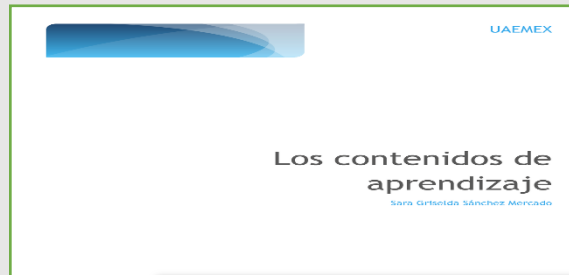 UAEMEX
Los contenidos de
aprendizaje
Sara Griselda Sánchez Mercado